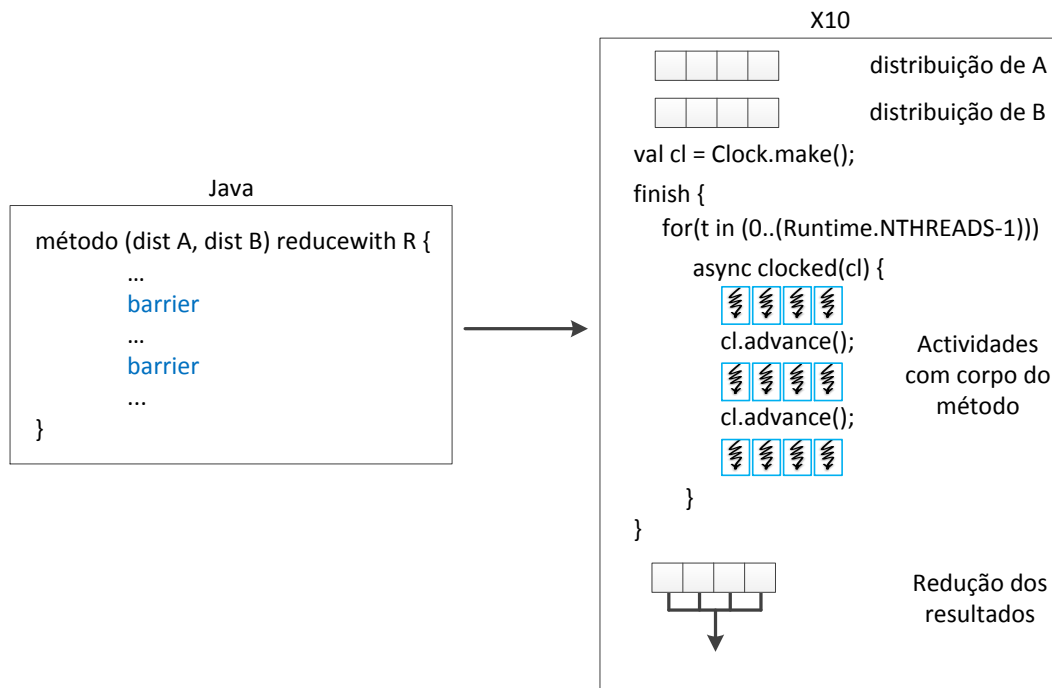 Java
método (dist A, dist B) reducewith R {
...
barrier
...
barrier
...
}
X10
distribuição de A
distribuição de B
val cl = Clock.make();
finish {
for(t in (0..(Runtime.NTHREADS-1)))
async clocked(cl) {
cl.advance();
cl.advance();
Actividades
com corpo do
método
}
}
Redução dos
resultados